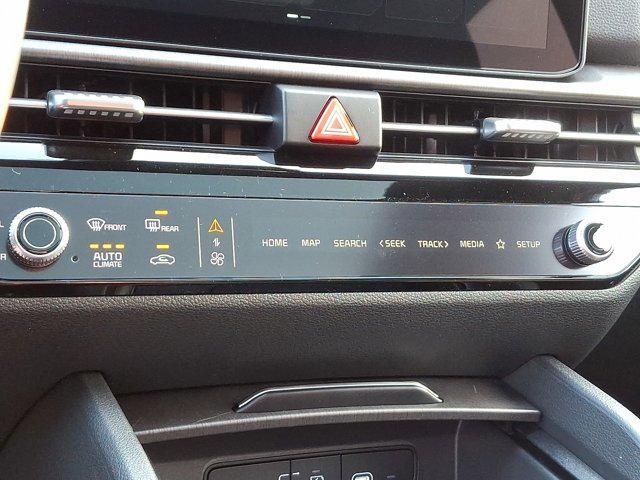 FRONT
REAR
AUTO
CLIMATE
HOME MAP SEARCH <SEEK TRACK> MEDIA SETUP